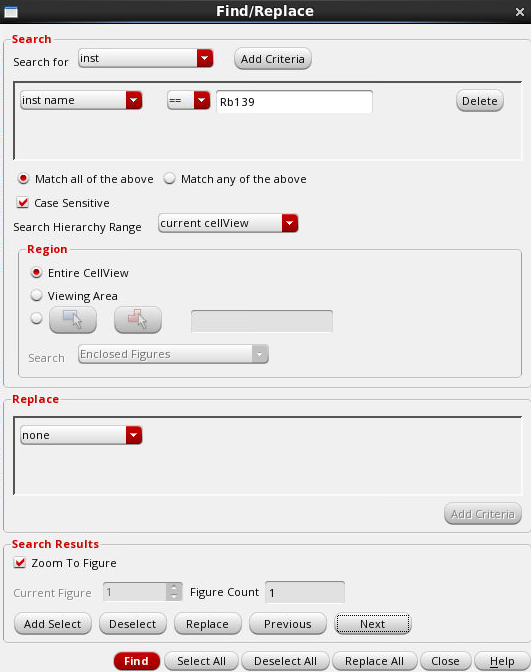 Find/Replace
Search
Search for inst Add Criteria
inst name == Rb139 Delete
Match all of the above Match any of the above
Case Sensitive
Search Hierarchy Range current cellView
Region
Entire CellView
Viewing Area
Search Enclosed Figures
Replace
none
Add Criteria
Search Results
Zoom To Figure
Current Figure 1 Figure Count 1
Add Select Deselect Replace Previous Next
Find Select All Deselect All Replace All Close Help